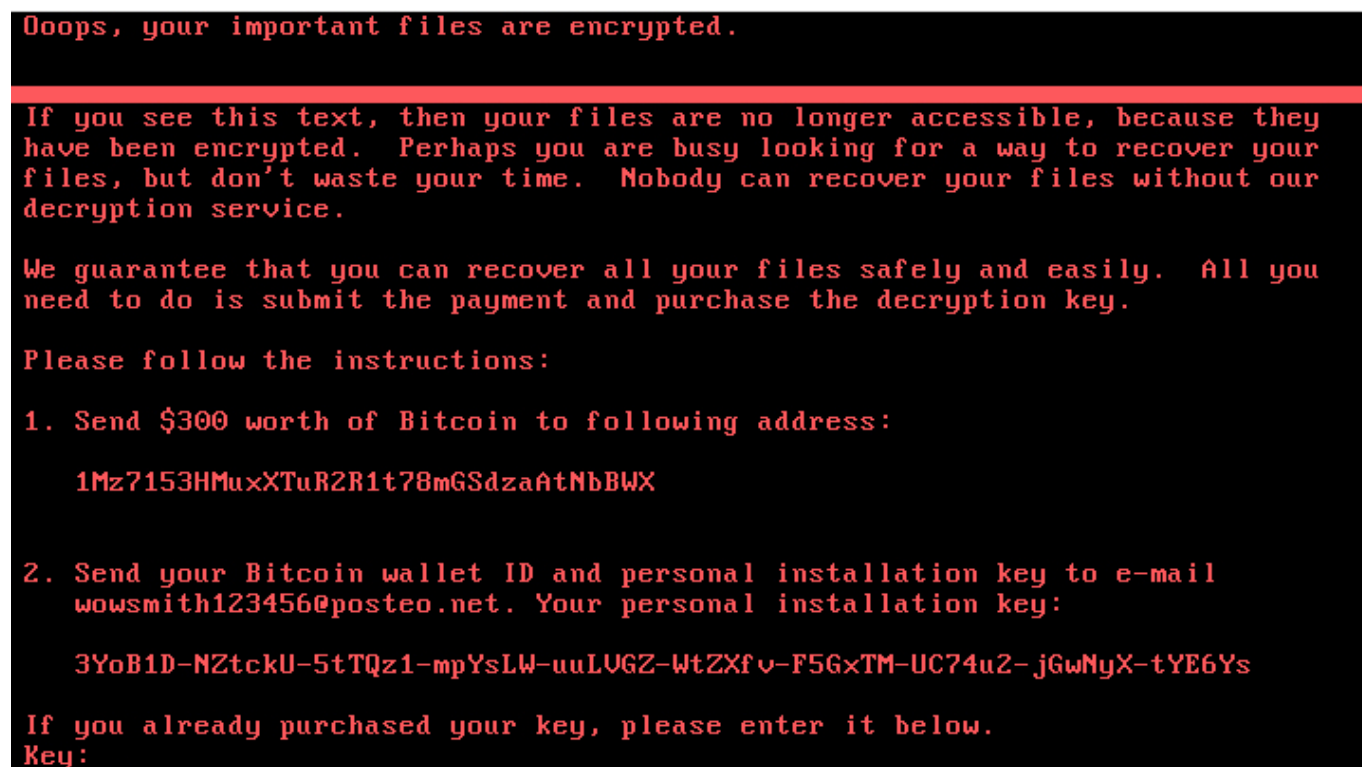 Ooops, your important files are encrypted.
If you see this text, then your files are no longer accessible, because they
have been encrypted.  Perhaps you are busy looking for a way to recover your
files, but don't waste your time.  Nobody can recover your files without our
decryption service.
We guarantee that you can recover all your files safely and easily.  All you
need to do is submit the payment and purchase the decryption key.
Please follow the instructions:
1. Send $300 worth of Bitcoin to following address:
1Mz7153HMuxXTuR2R1t78mGSdzaAtNbBWX
2. Send your Bitcoin wallet ID and personal installation key to e-mail
wowsmith123456@posteo.net. Your personal installation key:
3YoB1D-NZtckU-5tTQz1-mpYsLW-uuLVGZ-WtZXfv-F5GxTM-UC74u2-jGwNyX-tYE6Ys
If you already purchased your key, please enter it below.
Key: